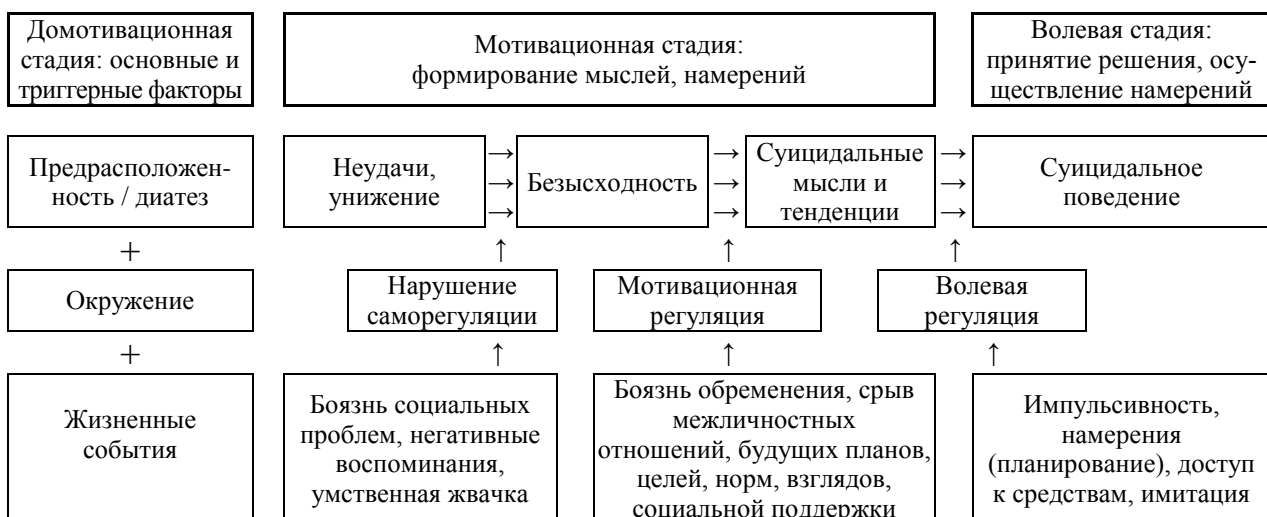 Домотивационная
стадия: основные и
триггерные факторы
Мотивационная стадия:
формирование мыслей, намерений
Волевая стадия:
принятие решения, осу-
ществление намерений
Предрасположен-
ность / диатез
Неудачи,
унижение
→
→
→
Безысходность
→
→
→
Суицидальные
мысли и
тенденции
→
→
→
Суицидальное
поведение
+
↑
↑
↑
Окружение
Нарушение
саморегуляции
Мотивационная
регуляция
Волевая
регуляция
+
↑
↑
↑
Жизненные
события
Боязнь социальных
проблем, негативные
воспоминания,
умственная жвачка
Боязнь обременения, срыв
межличностных
отношений, будущих планов,
целей, норм, взглядов,
социальной поддержки
Импульсивность,
намерения
(планирование), доступ
к средствам, имитация